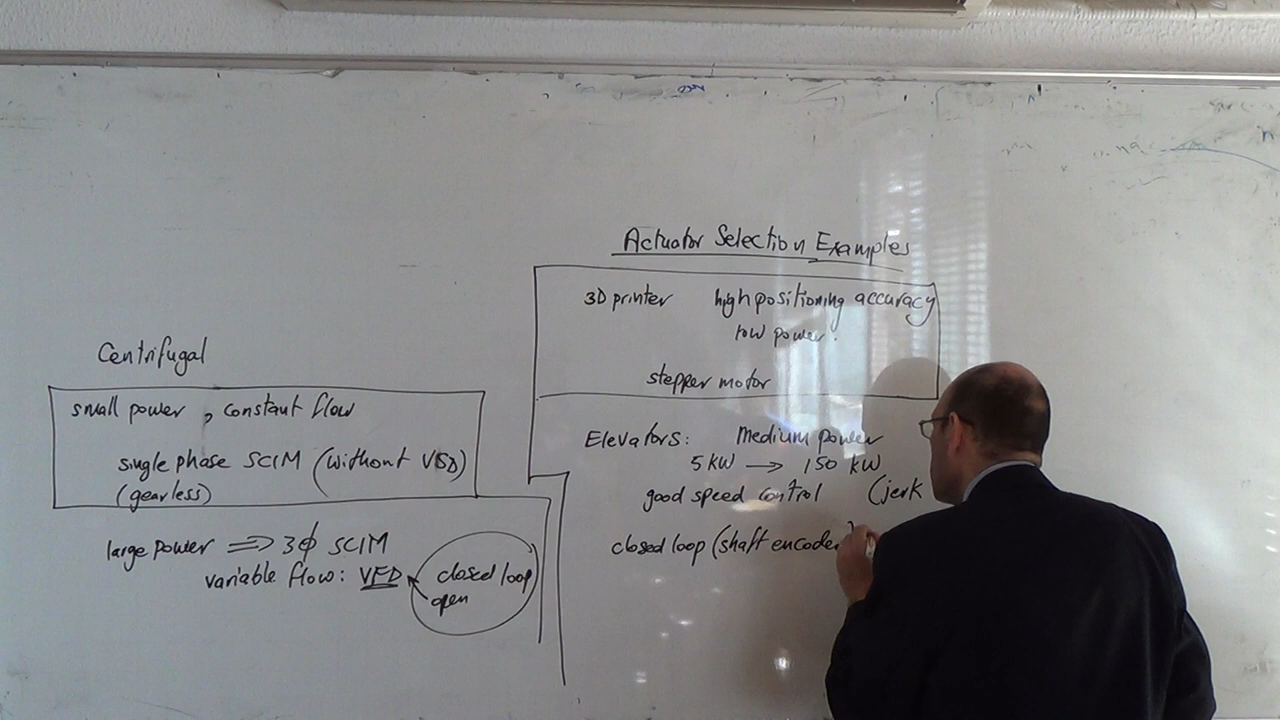 Actuator Selection Examples
3D printer high positioning accuracy
low power.
stepper motor
Elevators: Medium power
5 kW → 150 kW
good speed control (jerk
closed loop (shaft encoder)
Centrifugal
small power, constant flow
single phase SCIM (without VSD)
(gearless)
large power ⇒ 3ϕ SCIM
variable flow: VFD closed loop
open